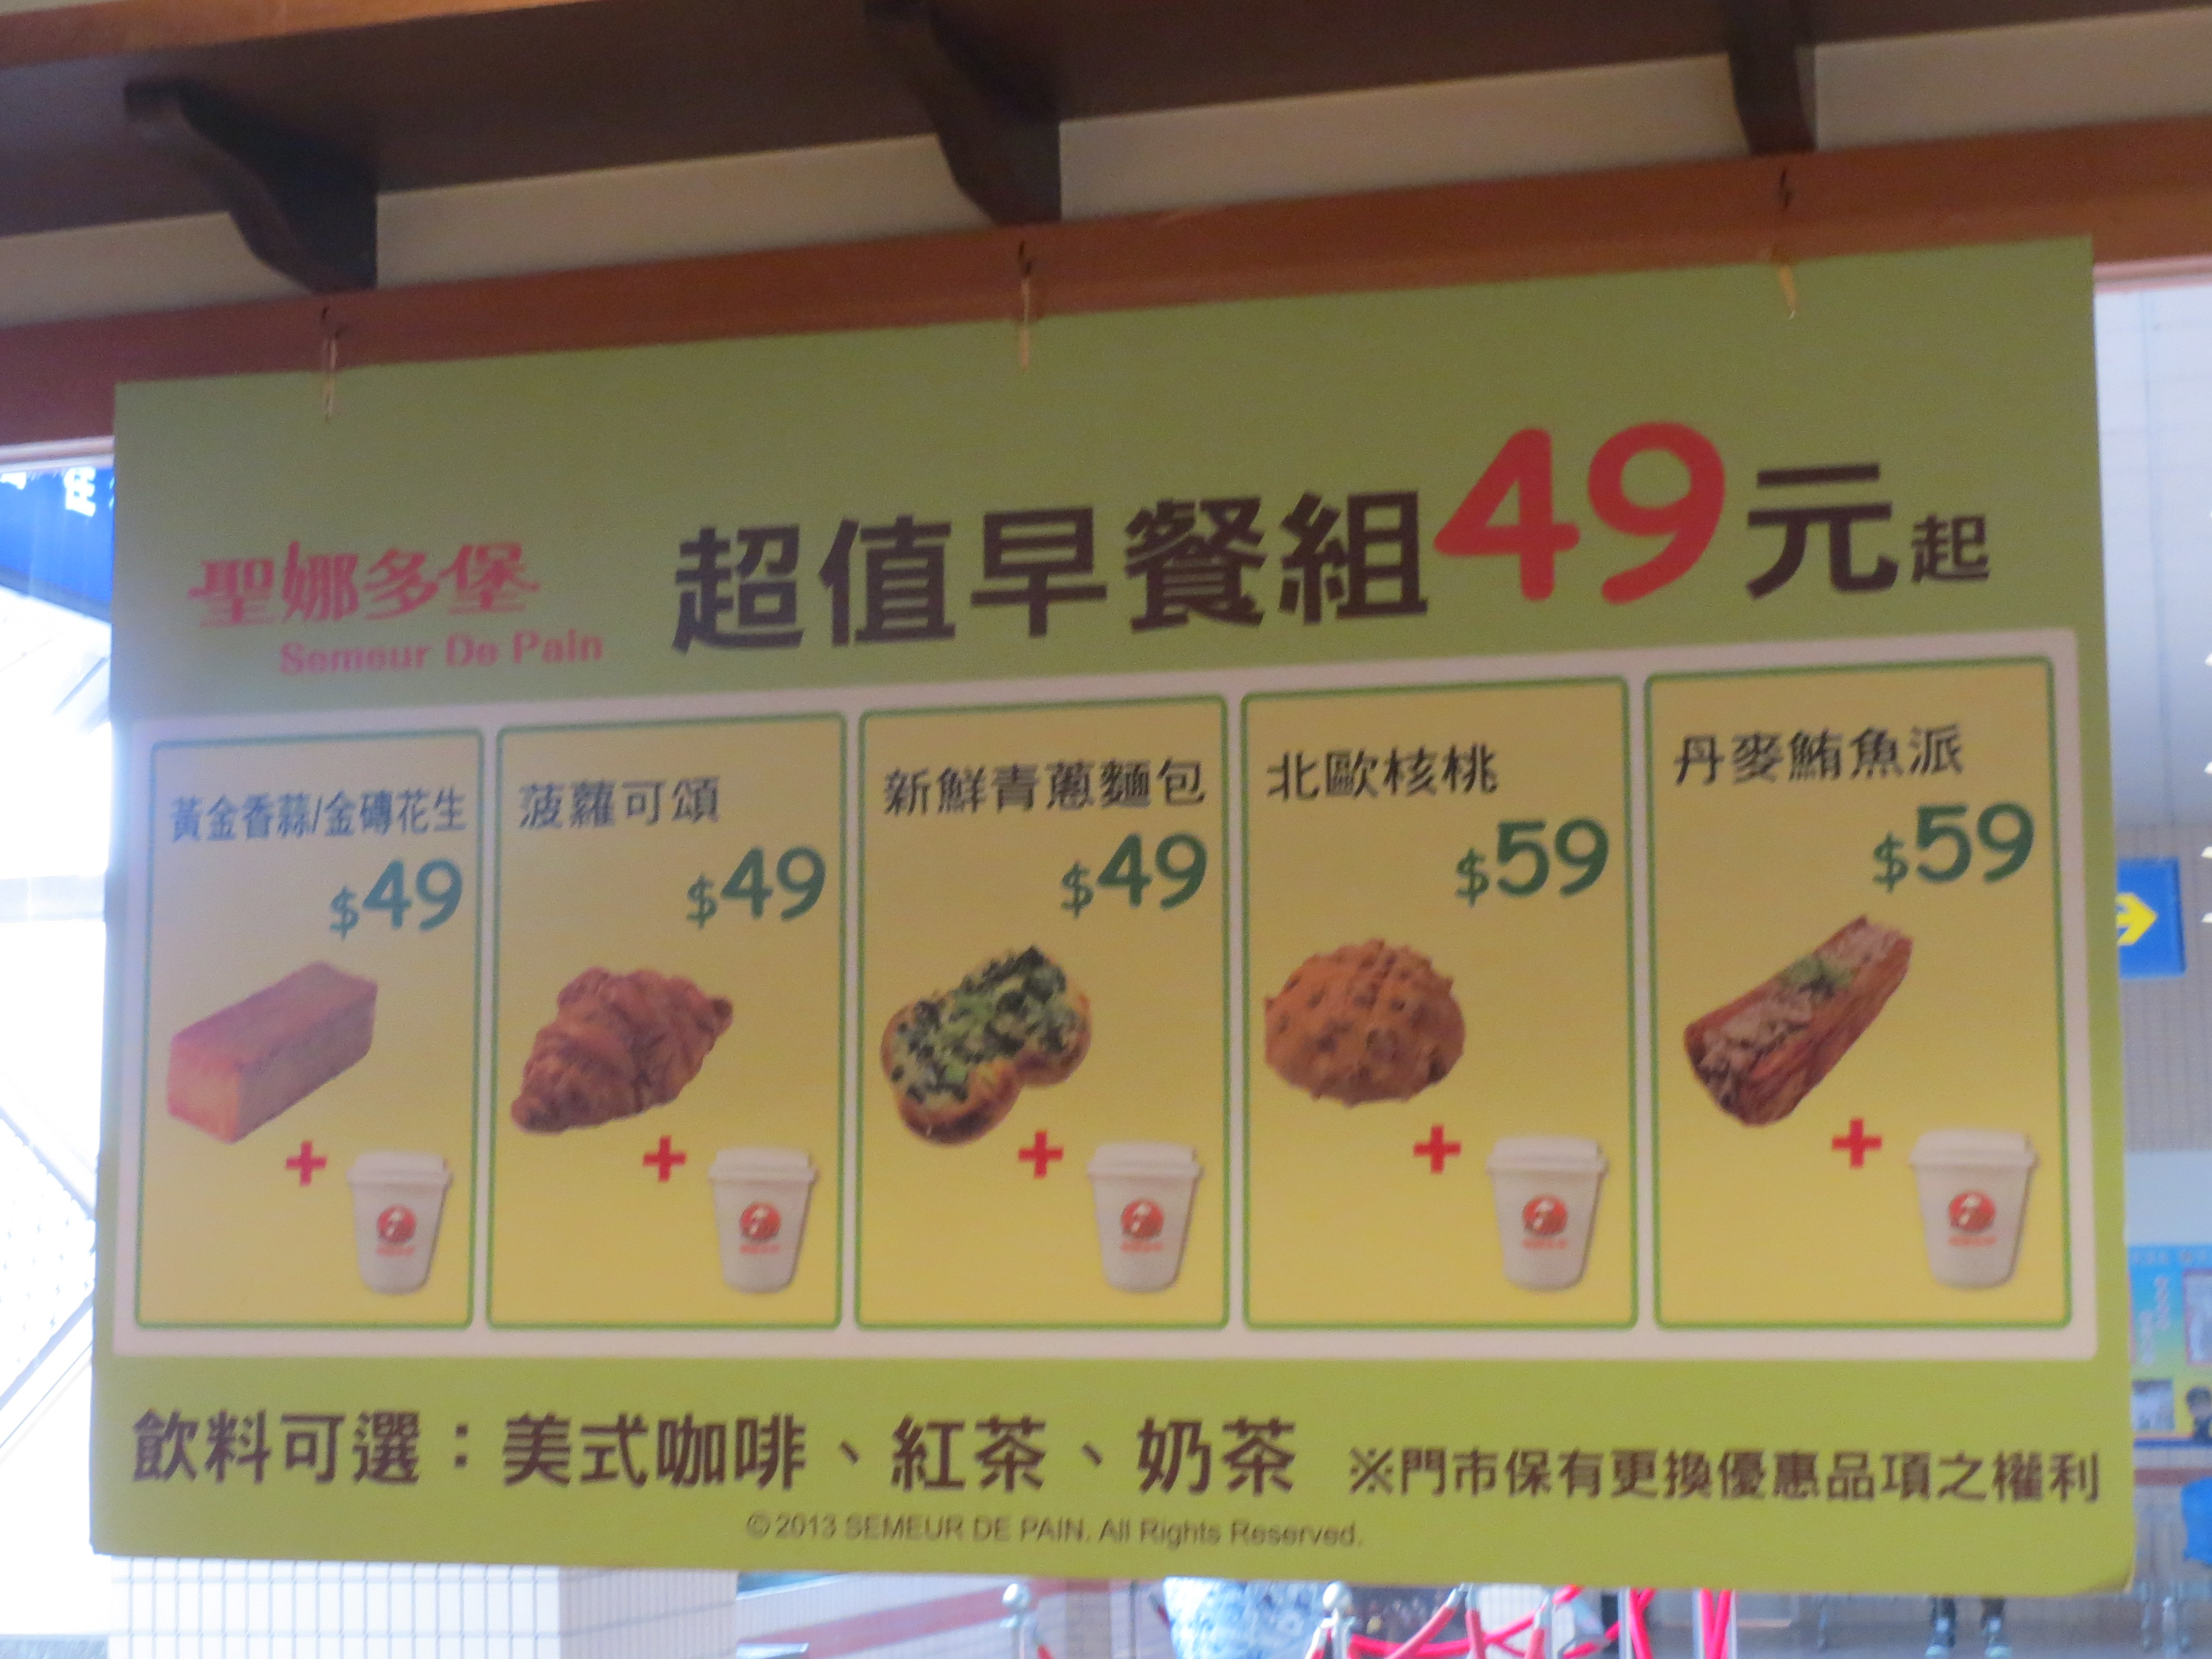 聖娜多堡
Semeur De Pain
超值早餐組49元起
黃金香蒜/金磚花生
$49
菠蘿可頌
$49
新鮮青蔥麵包
$49
北歐核桃
$59
丹麥鮪魚派
$59
+
+
+
+
+
飲料可選：美式咖啡、紅茶、奶茶 ※門市保有更換優惠品項之權利
©2013 SEMEUR DE PAIN. All Rights Reserved.